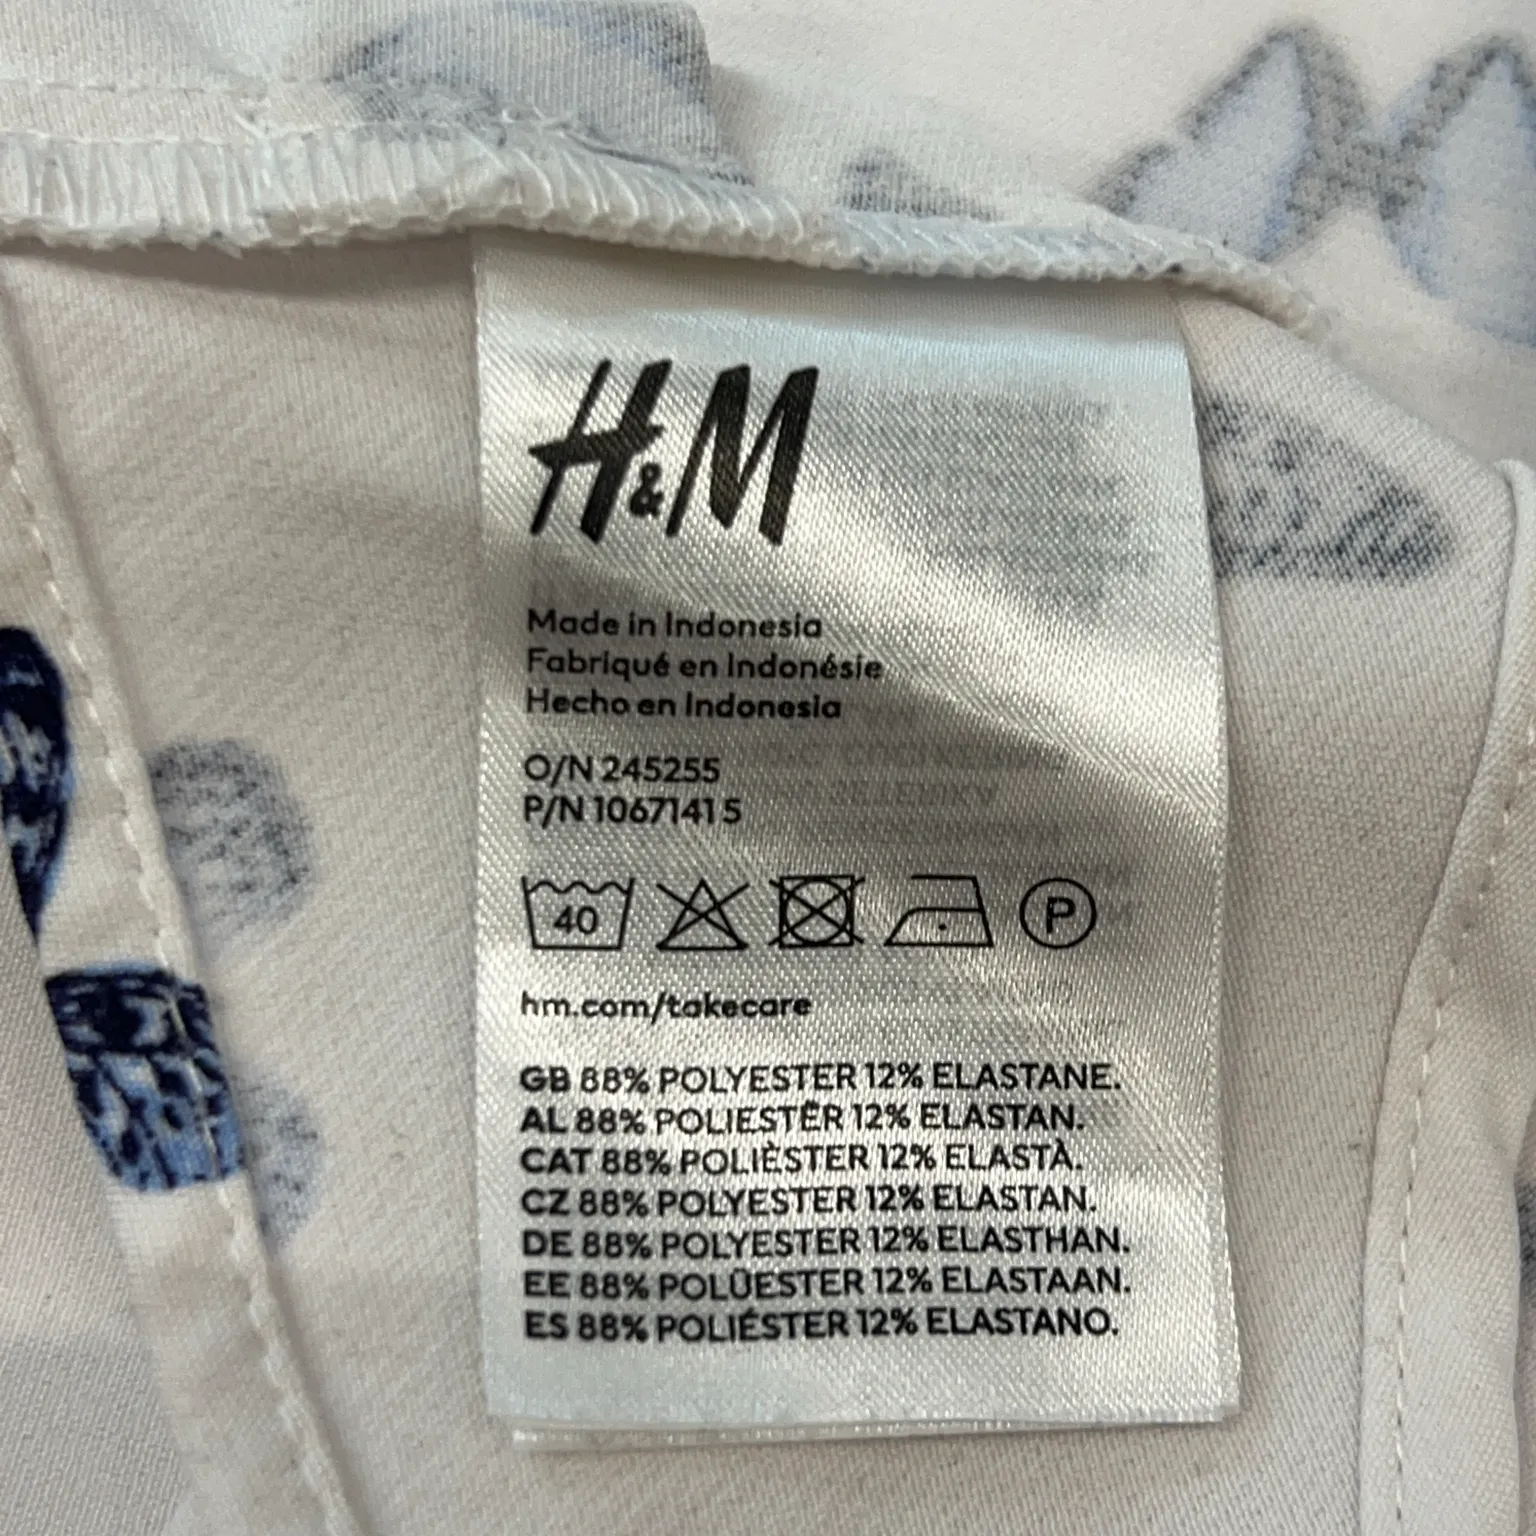 H&M
Made in Indonesia
Fabriqué en Indonésie
Hecho en Indonesia
O/N 245255
P/N 10671415
40
P
hm.com/takecare
GB 88% POLYESTER 12% ELASTANE.
AL 88% POLIESTËR 12% ELASTAN.
CAT 88% POLIÈSTER 12% ELASTÀ.
CZ 88% POLYESTER 12% ELASTAN.
DE 88% POLYESTER 12% ELASTHAN.
EE 88% POLÜESTER 12% ELASTAAN.
ES 88% POLIÉSTER 12% ELASTANO.